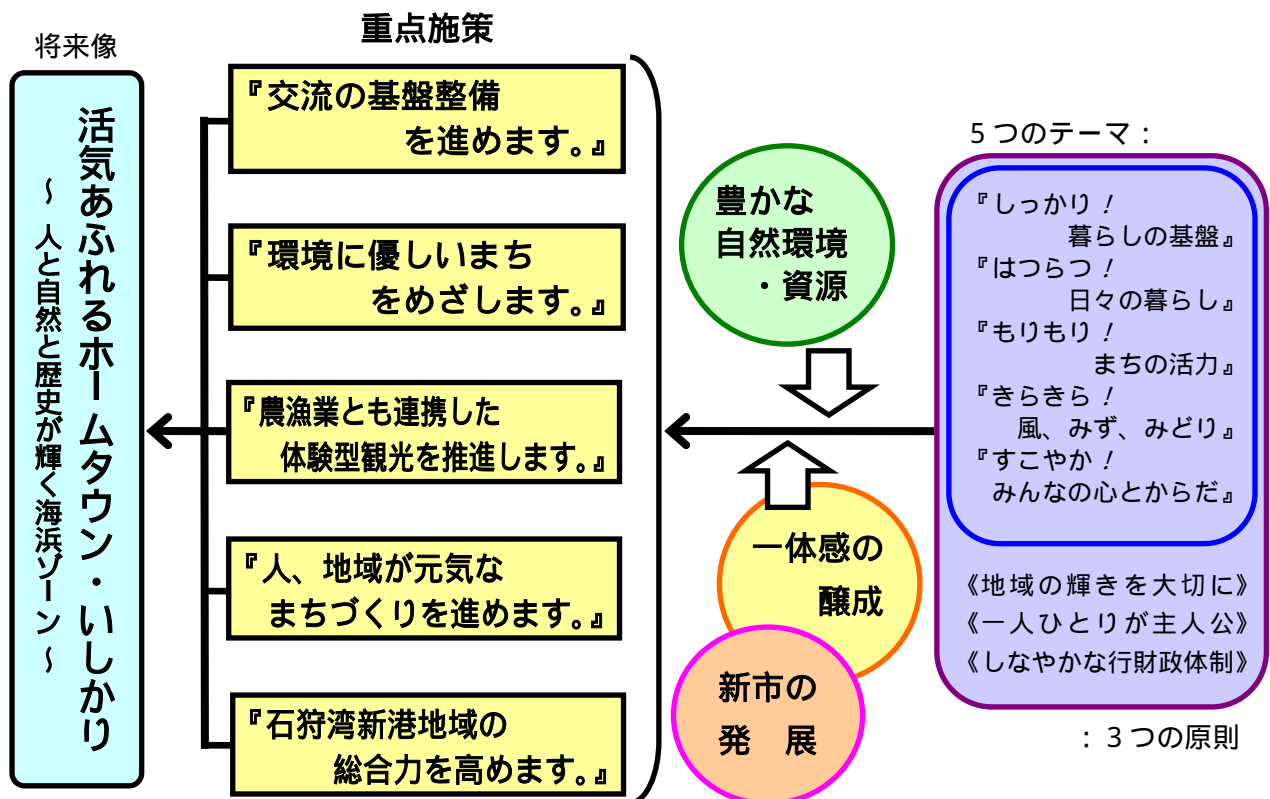 将来像
活気あふれるホームタウン・いしかり
～ 人と自然と歴史が輝く海浜ゾーン ～
重点施策
『交流の基盤整備
を進めます。』
『環境に優しいまち
をめざします。』
『農漁業とも連携した
体験型観光を推進します。』
『人、地域が元気な
まちづくりを進めます。』
『石狩湾新港地域の
総合力を高めます。』
豊かな
自然環境
・資源
一体感の
醸成
新市の
発　展
５つのテーマ：
『しっかり！
暮らしの基盤』
『はつらつ！
日々の暮らし』
『もりもり！
まちの活力』
『きらきら！
風、みず、みどり』
『すこやか！
みんなの心とからだ』
《地域の輝きを大切に》
《一人ひとりが主人公》
《しなやかな行財政体制》
：３つの原則